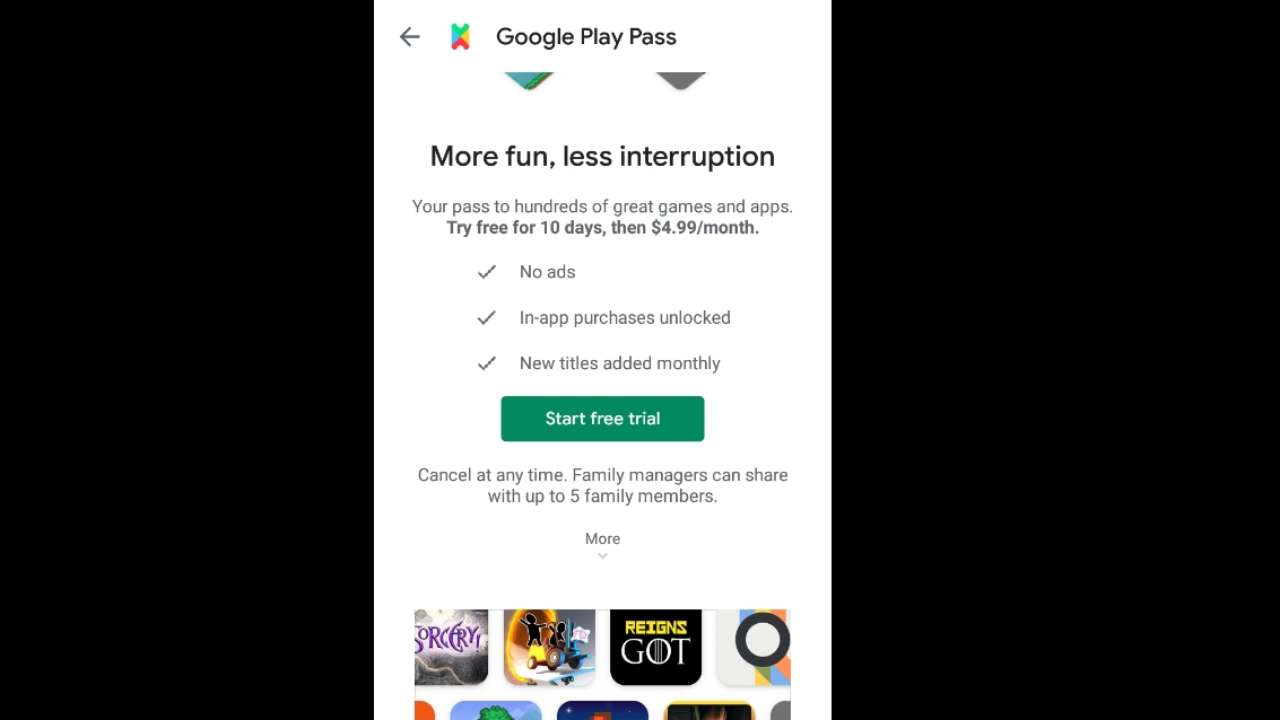 Google Play Pass
More fun, less interruption
Your pass to hundreds of great games and apps.
Try free for 10 days, then $4.99/month.
No ads
In-app purchases unlocked
New titles added monthly
Start free trial
Cancel at any time. Family managers can share
with up to 5 family members.
More
SORCERY!
REIGNS
GOT